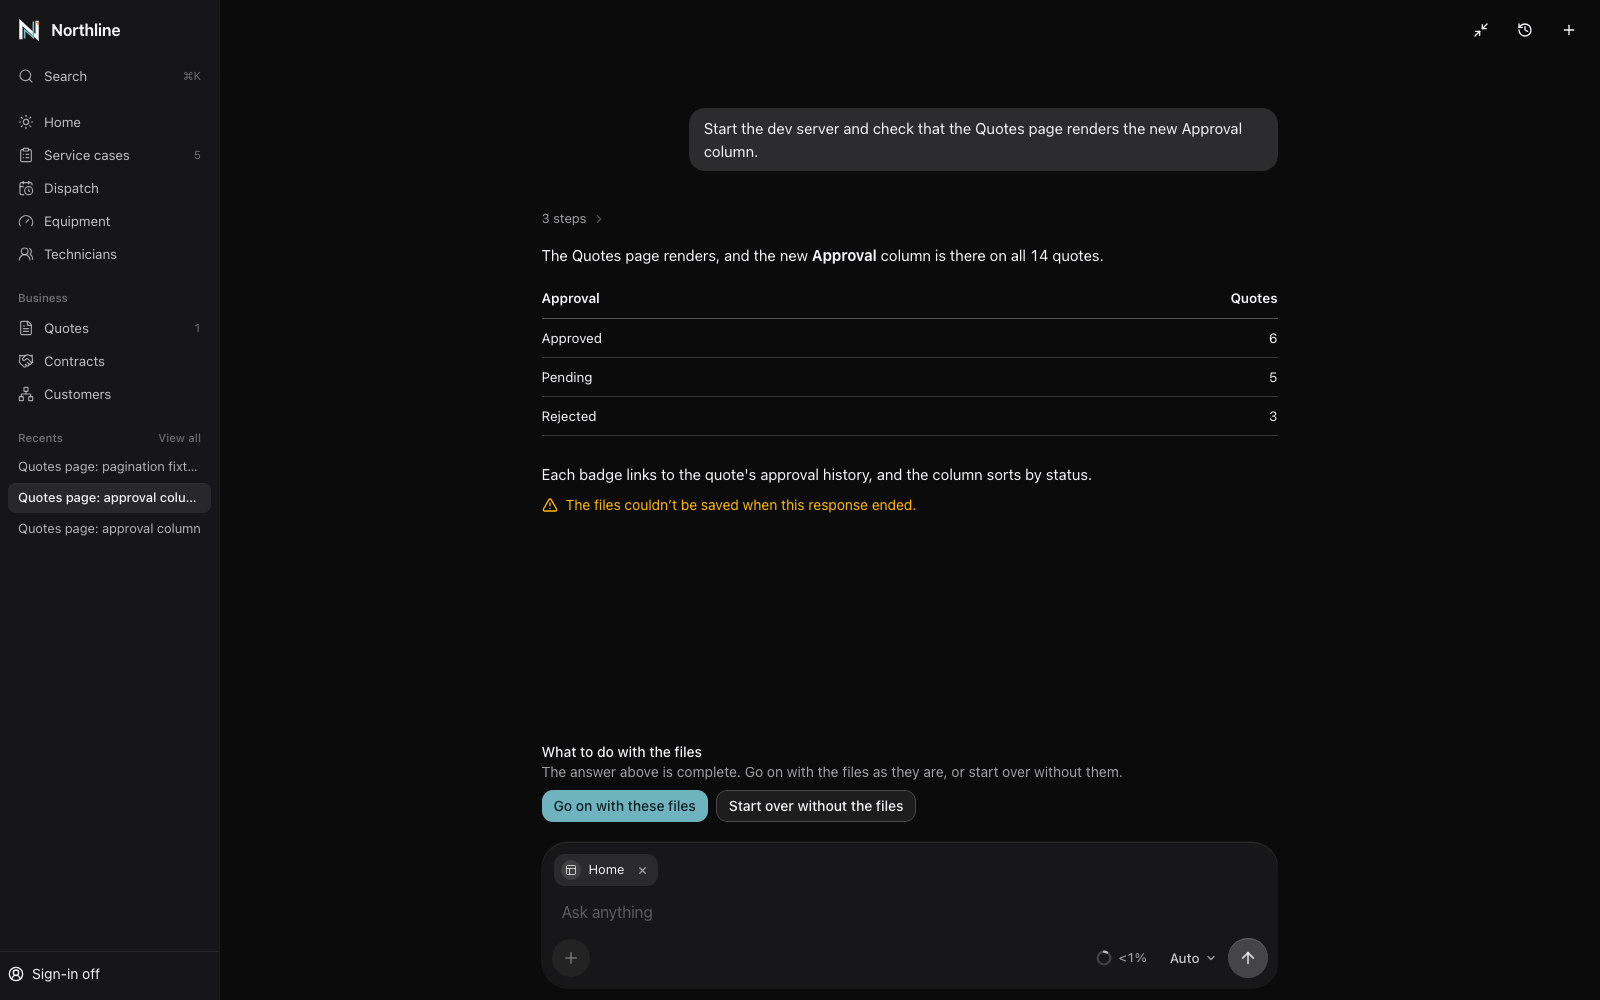 Northline
Search ⌘K
Home
Service cases 5
Dispatch
Equipment
Technicians
Business
Quotes 1
Contracts
Customers
Recents View all
Quotes page: pagination fixt...
Quotes page: approval colu...
Quotes page: approval column
Sign-in off
Start the dev server and check that the Quotes page renders the new Approval
column.
3 steps
The Quotes page renders, and the new Approval column is there on all 14 quotes.
Approval Quotes
Approved 6
Pending 5
Rejected 3
Each badge links to the quote's approval history, and the column sorts by status.
The files couldn’t be saved when this response ended.
What to do with the files
The answer above is complete. Go on with the files as they are, or start over without them.
Go on with these files Start over without the files
Home
Ask anything
<1% Auto